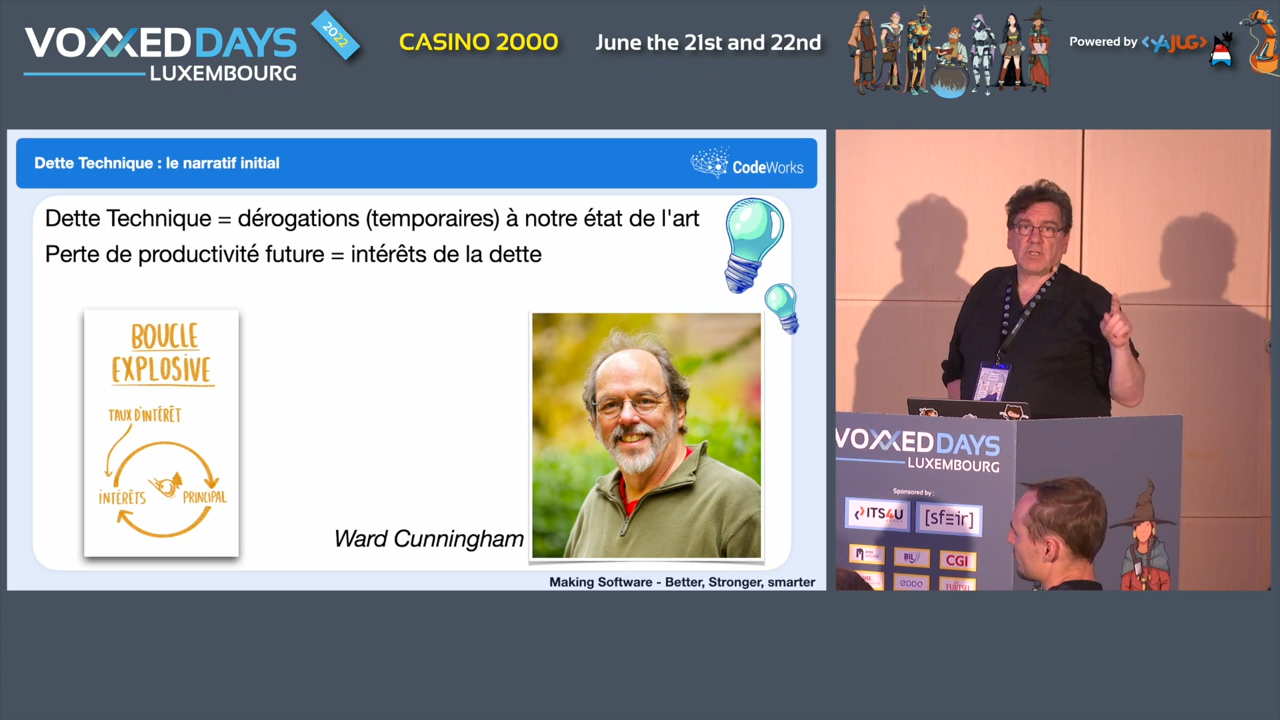 VOXXED DAYS
LUXEMBOURG
2022
CASINO 2000
June the 21st and 22nd
Powered by <YAJUG>
Dette Technique : le narratif initial
CodeWorks
Dette Technique = dérogations (temporaires) à notre état de l'art
Perte de productivité future = intérêts de la dette
BOUCLE
EXPLOSIVE
TAUX D'INTÉRÊT
INTÉRÊTS
PRINCIPAL
Ward Cunningham
Making Software - Better, Stronger, smarter
VOXXED DAYS
LUXEMBOURG
Sponsored by :
ITS4U
[sfeir]
BIL
CGI
FUJITSU